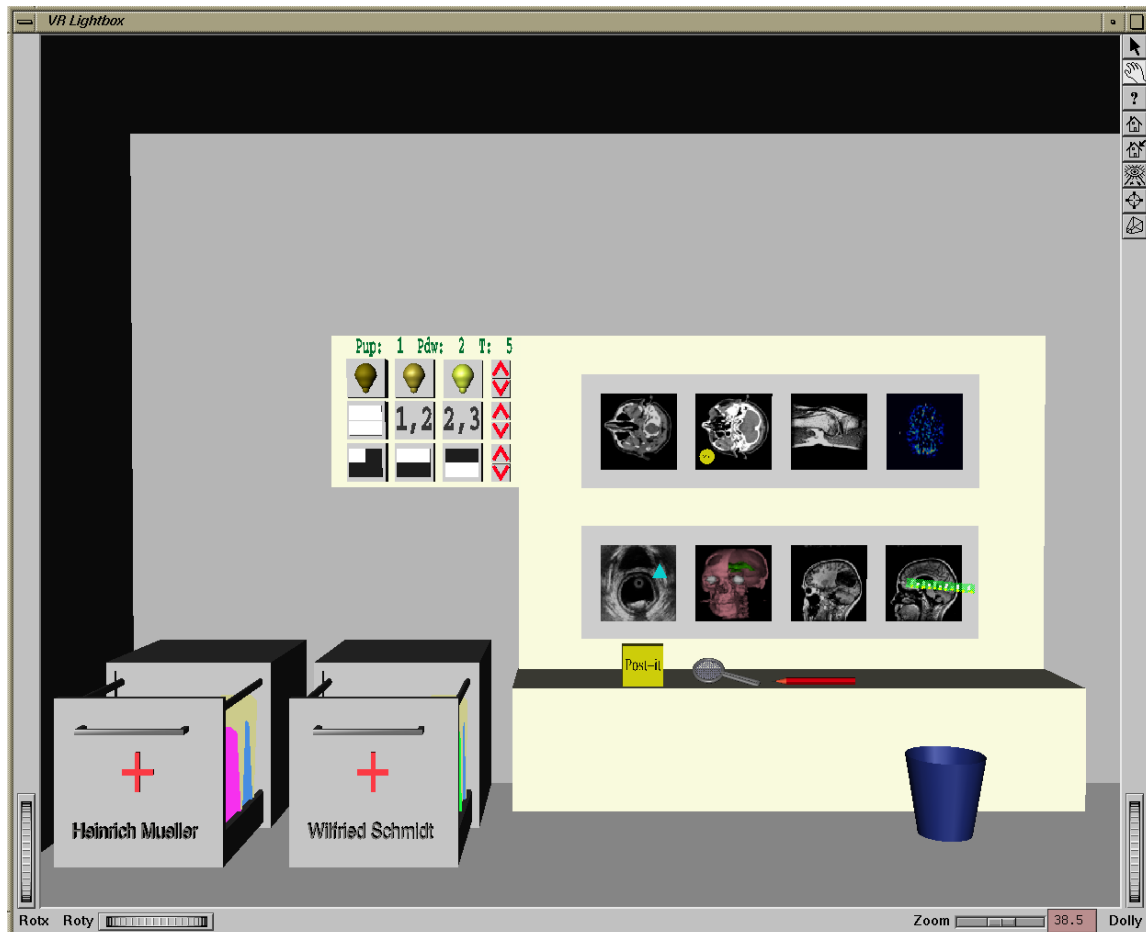 VR Lightbox
?
Pup: 1 Pdw: 2 T: 5
1,2 2,3
Post-it
Heinrich Mueller
Wilfried Schmidt
Rotx Roty
Zoom 38.5 Dolly